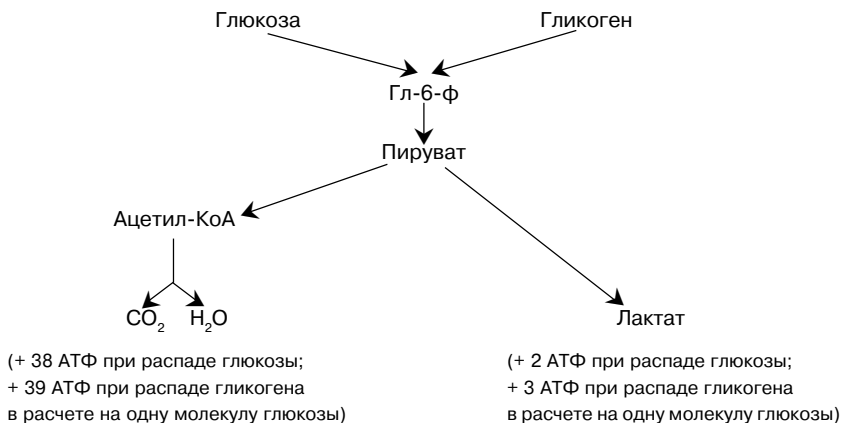 Глюкоза Гликоген
Гл-6-ф
Пируват
Ацетил-КоА
CO₂ H₂O Лактат
(+ 38 АТФ при распаде глюкозы;
+ 39 АТФ при распаде гликогена
в расчете на одну молекулу глюкозы)
(+ 2 АТФ при распаде глюкозы;
+ 3 АТФ при распаде гликогена
в расчете на одну молекулу глюкозы)